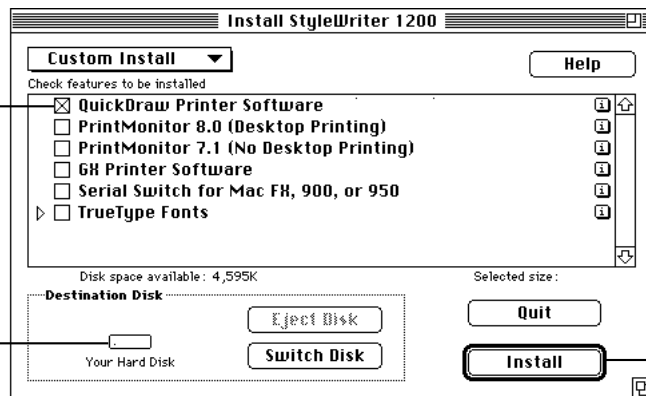 Install StyleWriter 1200
Custom Install
Help
Check features to be installed
QuickDraw Printer Software
PrintMonitor 8.0 (Desktop Printing)
PrintMonitor 7.1 (No Desktop Printing)
GX Printer Software
Serial Switch for Mac FX, 900, or 950
TrueType Fonts
Disk space available: 4,595K
Selected size:
Destination Disk
Eject Disk
Quit
Your Hard Disk
Switch Disk
Install